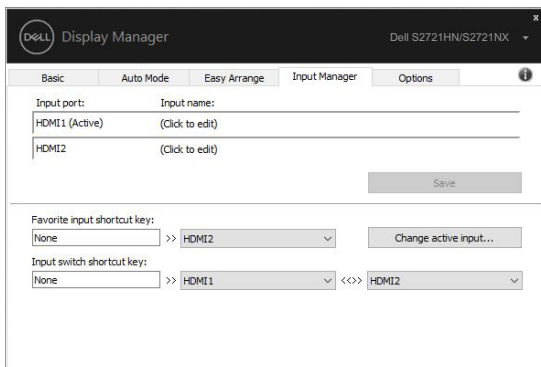 x
DELL Display Manager Dell S2721HN/S2721NX
Basic Auto Mode Easy Arrange Input Manager Options i
Input port: Input name:
HDMI1 (Active) (Click to edit)
HDMI2 (Click to edit)
Save
Favorite input shortcut key:
None >> HDMI2 Change active input...
Input switch shortcut key:
None >> HDMI1 <<>> HDMI2